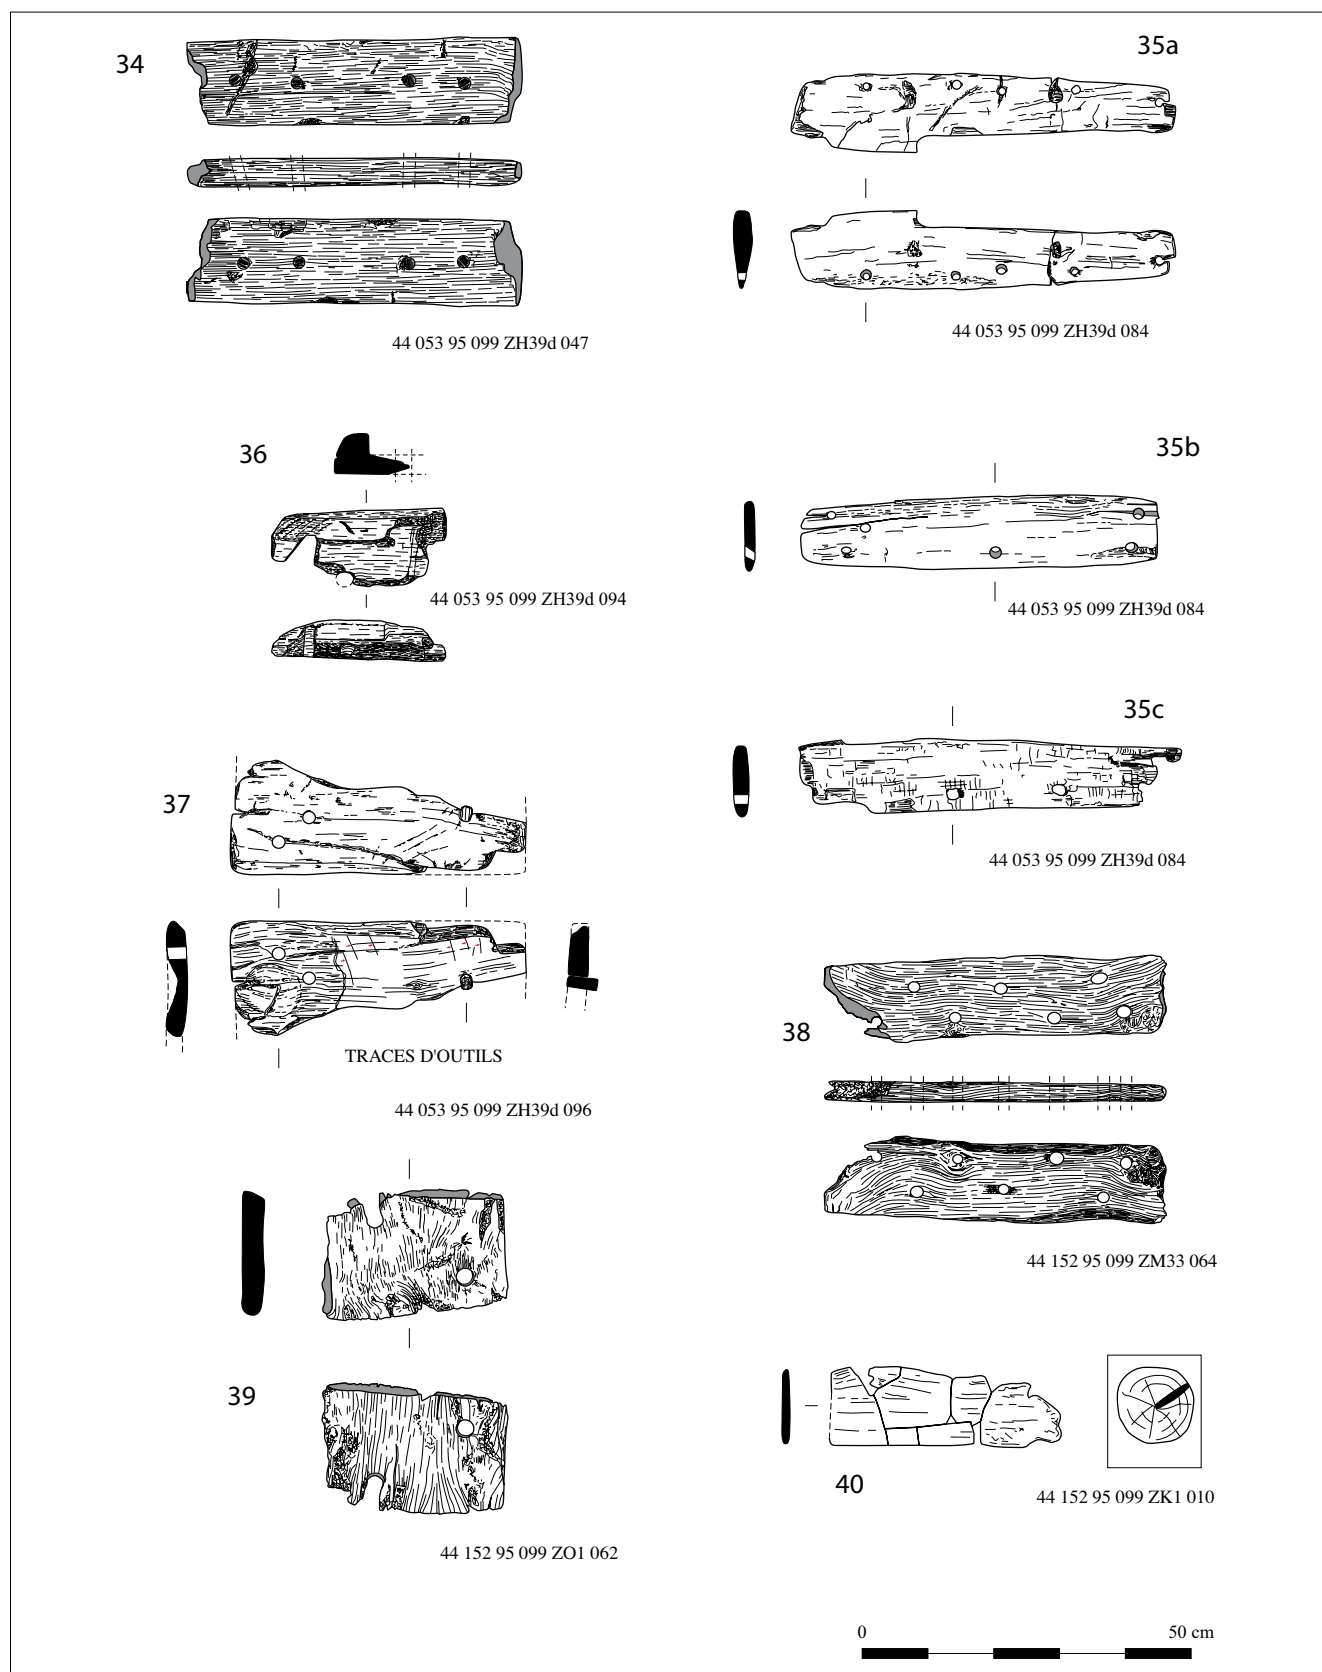 34
44 053 95 099 ZH39d 047
35a
44 053 95 099 ZH39d 084
36
44 053 95 099 ZH39d 094
35b
44 053 95 099 ZH39d 084
35c
44 053 95 099 ZH39d 084
37
TRACES D'OUTILS
44 053 95 099 ZH39d 096
38
44 152 95 099 ZM33 064
39
44 152 95 099 ZO1 062
40
44 152 95 099 ZK1 010
0 50 cm